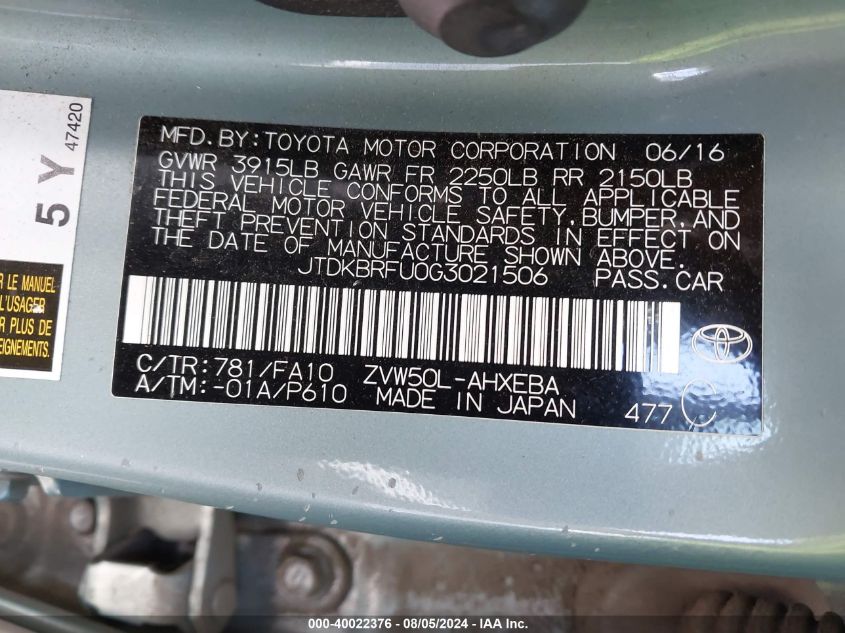 MFD. BY: TOYOTA MOTOR CORPORATION 06/16
GVWR 3915LB GAWR FR 2250LB RR 2150LB
THIS VEHICLE CONFORMS TO ALL APPLICABLE
FEDERAL MOTOR VEHICLE SAFETY, BUMPER, AND
THEFT PREVENTION STANDARDS IN EFFECT ON
THE DATE OF MANUFACTURE SHOWN ABOVE.
JTDKBRFU0G3021506 PASS. CAR
C/TR: 781/FA10 ZVW50L-AHXEBA
A/TM: -01A/P610 MADE IN JAPAN 477 C
5 Y
47420
LE MANUEL
L'USAGER
R PLUS DE
EIGNEMENTS.
000-40022376 - 08/05/2024 - IAA Inc.